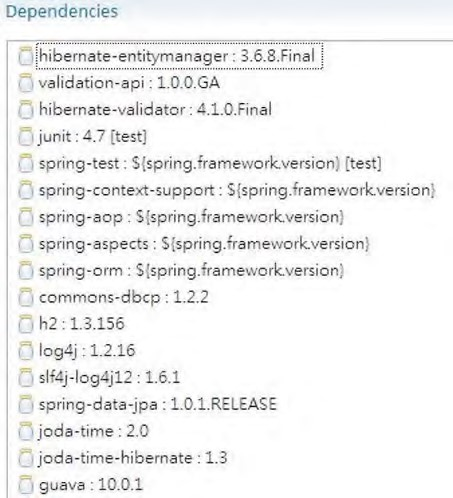 Dependencies
hibernate-entitymanager : 3.6.8.Final
validation-api : 1.0.0.GA
hibernate-validator : 4.1.0.Final
junit : 4.7 [test]
spring-test : ${spring.framework.version} [test]
spring-context-support : ${spring.framework.version}
spring-aop : ${spring.framework.version}
spring-aspects : ${spring.framework.version}
spring-orm : ${spring.framework.version}
commons-dbcp : 1.2.2
h2 : 1.3.156
log4j : 1.2.16
slf4j-log4j12 : 1.6.1
spring-data-jpa : 1.0.1.RELEASE
joda-time : 2.0
joda-time-hibernate : 1.3
guava : 10.0.1